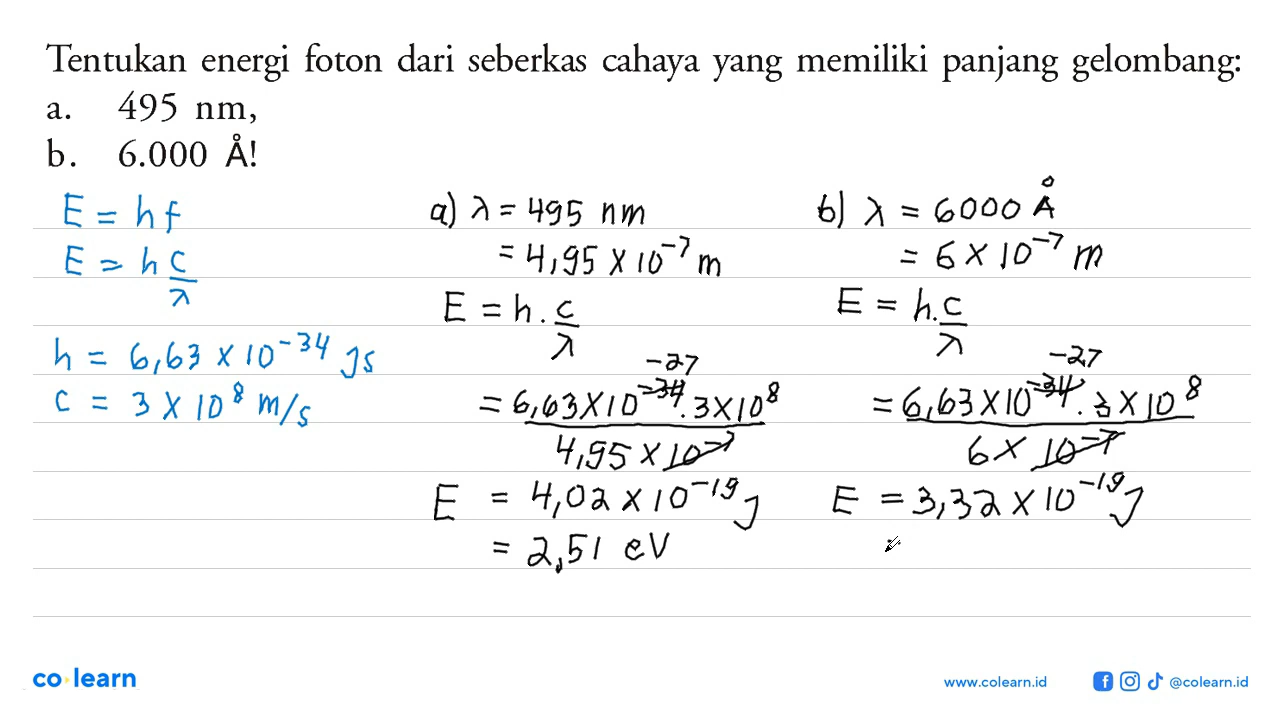 Tentukan energi foton dari seberkas cahaya yang memiliki panjang gelombang:
a. 495 nm,
b. 6.000 Å!
E = hf
E = h c/λ
h = 6,63 × 10^-34 Js
c = 3 × 10^8 m/s
a) λ = 495 nm
= 4,95 × 10^-7 m
E = h . c/λ
-27
= 6,63 × 10^-34 . 3 × 10^8
4,95 × 10^-7
E = 4,02 × 10^-19 J
= 2,51 eV
b) λ = 6000 Å
= 6 × 10^-7 m
E = h. c/λ
-27
= 6,63 × 10^-34 . 3 × 10^8
6 × 10^-7
E = 3,32 × 10^-19 J
co learn
www.colearn.id
@colearn.id